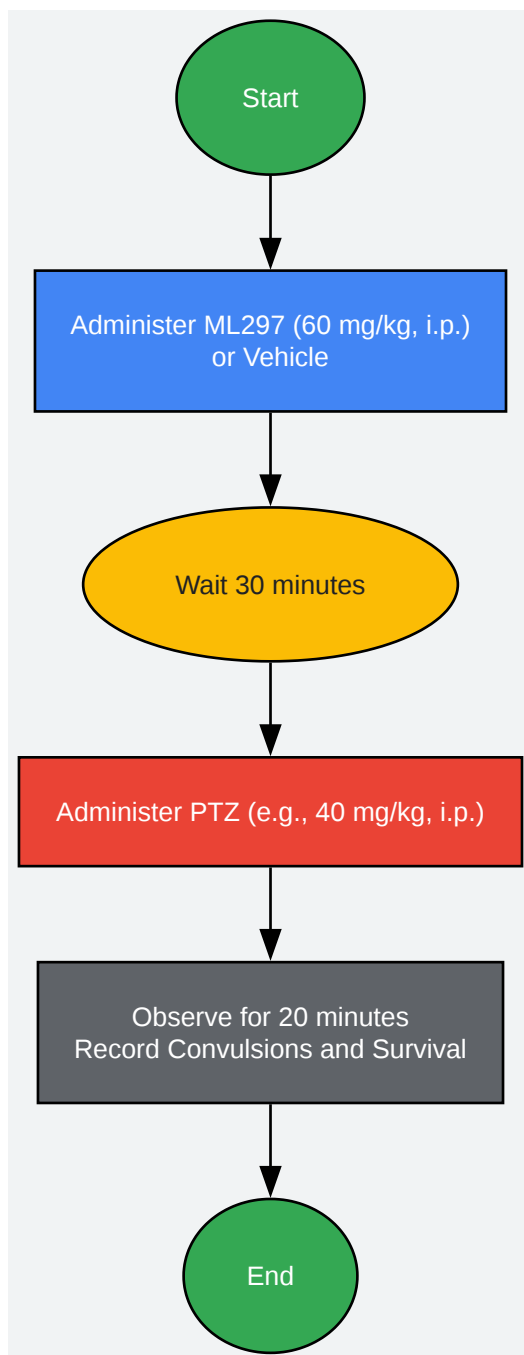 Start
Administer ML297 (60 mg/kg, i.p.)
or Vehicle
Wait 30 minutes
Administer PTZ (e.g., 40 mg/kg, i.p.)
Observe for 20 minutes
Record Convulsions and Survival
End